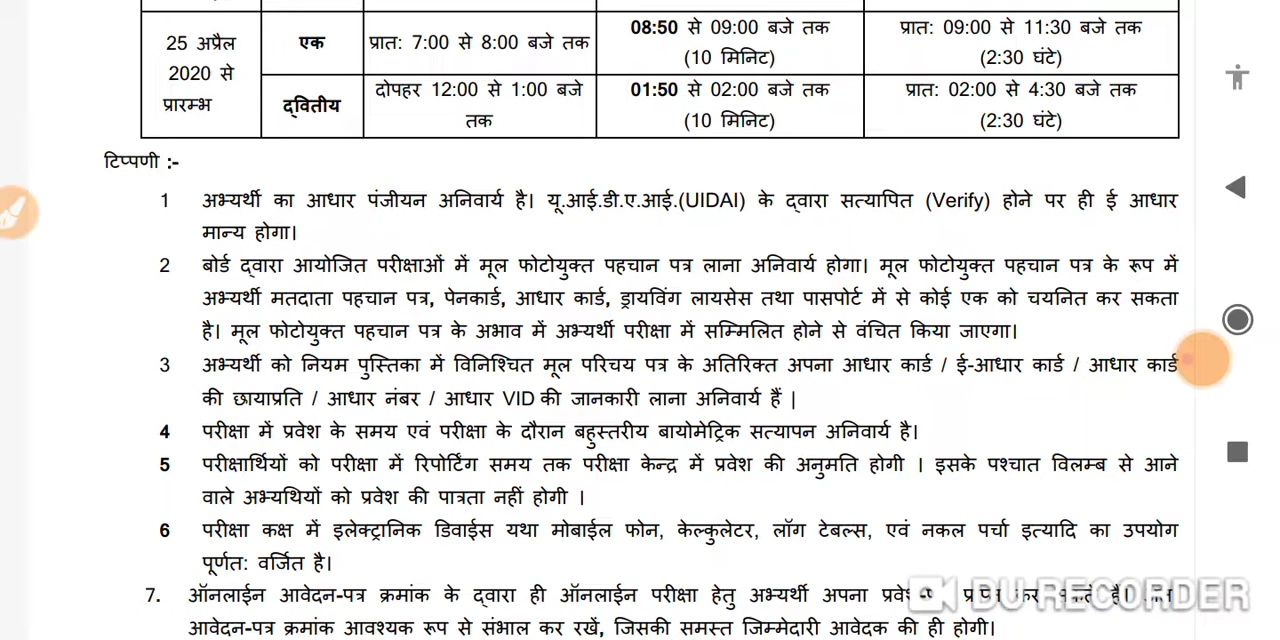 25 अप्रैल 2020 से प्रारम्भ
एक
प्रात: 7:00 से 8:00 बजे तक
08:50 से 09:00 बजे तक
(10 मिनिट)
प्रात: 09:00 से 11:30 बजे तक
(2:30 घंटे)
द्वितीय
दोपहर 12:00 से 1:00 बजे
तक
01:50 से 02:00 बजे तक
(10 मिनिट)
प्रात: 02:00 से 4:30 बजे तक
(2:30 घंटे)
टिप्पणी :-
1 अभ्यर्थी का आधार पंजीयन अनिवार्य है। यू.आई.डी.ए.आई.(UIDAI) के द्वारा सत्यापित (Verify) होने पर ही ई आधार
मान्य होगा।
2 बोर्ड द्वारा आयोजित परीक्षाओं में मूल फोटोयुक्त पहचान पत्र लाना अनिवार्य होगा। मूल फोटोयुक्त पहचान पत्र के रूप में
अभ्यर्थी मतदाता पहचान पत्र, पेनकार्ड, आधार कार्ड, ड्रायविंग लायसेस तथा पासपोर्ट में से कोई एक को चयनित कर सकता
है। मूल फोटोयुक्त पहचान पत्र के अभाव में अभ्यर्थी परीक्षा में सम्मिलित होने से वंचित किया जाएगा।
3 अभ्यर्थी को नियम पुस्तिका में विनिश्चित मूल परिचय पत्र के अतिरिक्त अपना आधार कार्ड / ई-आधार कार्ड / आधार कार्ड
की छायाप्रति / आधार नंबर / आधार VID की जानकारी लाना अनिवार्य हैं |
4 परीक्षा में प्रवेश के समय एवं परीक्षा के दौरान बहुस्तरीय बायोमेट्रिक सत्यापन अनिवार्य है।
5 परीक्षार्थियों को परीक्षा में रिपोर्टिंग समय तक परीक्षा केन्द्र में प्रवेश की अनुमति होगी । इसके पश्चात विलम्ब से आने
वाले अभ्यथियों को प्रवेश की पात्रता नहीं होगी ।
6 परीक्षा कक्ष में इलेक्ट्रानिक डिवाईस यथा मोबाईल फोन, केल्कुलेटर, लॉग टेबल्स, एवं नकल पर्चा इत्यादि का उपयोग
पूर्णत: वर्जित है।
7. ऑनलाईन आवेदन-पत्र क्रमांक के द्वारा ही ऑनलाईन परीक्षा हेतु अभ्यर्थी अपना
आवेदन-पत्र क्रमांक आवश्यक रूप से संभाल कर रखें, जिसकी समस्त जिम्मेदारी आवेदक की ही होगी।
DU RECORDER